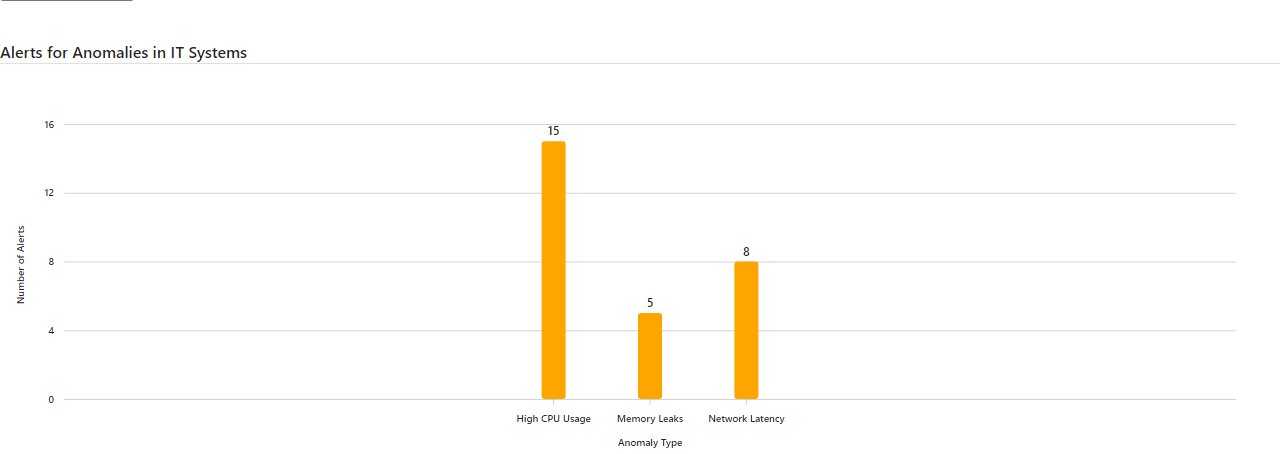 Alerts for Anomalies in IT Systems
16
12
8
4
0
Number of Alerts
15
5
8
High CPU Usage
Memory Leaks
Network Latency
Anomaly Type